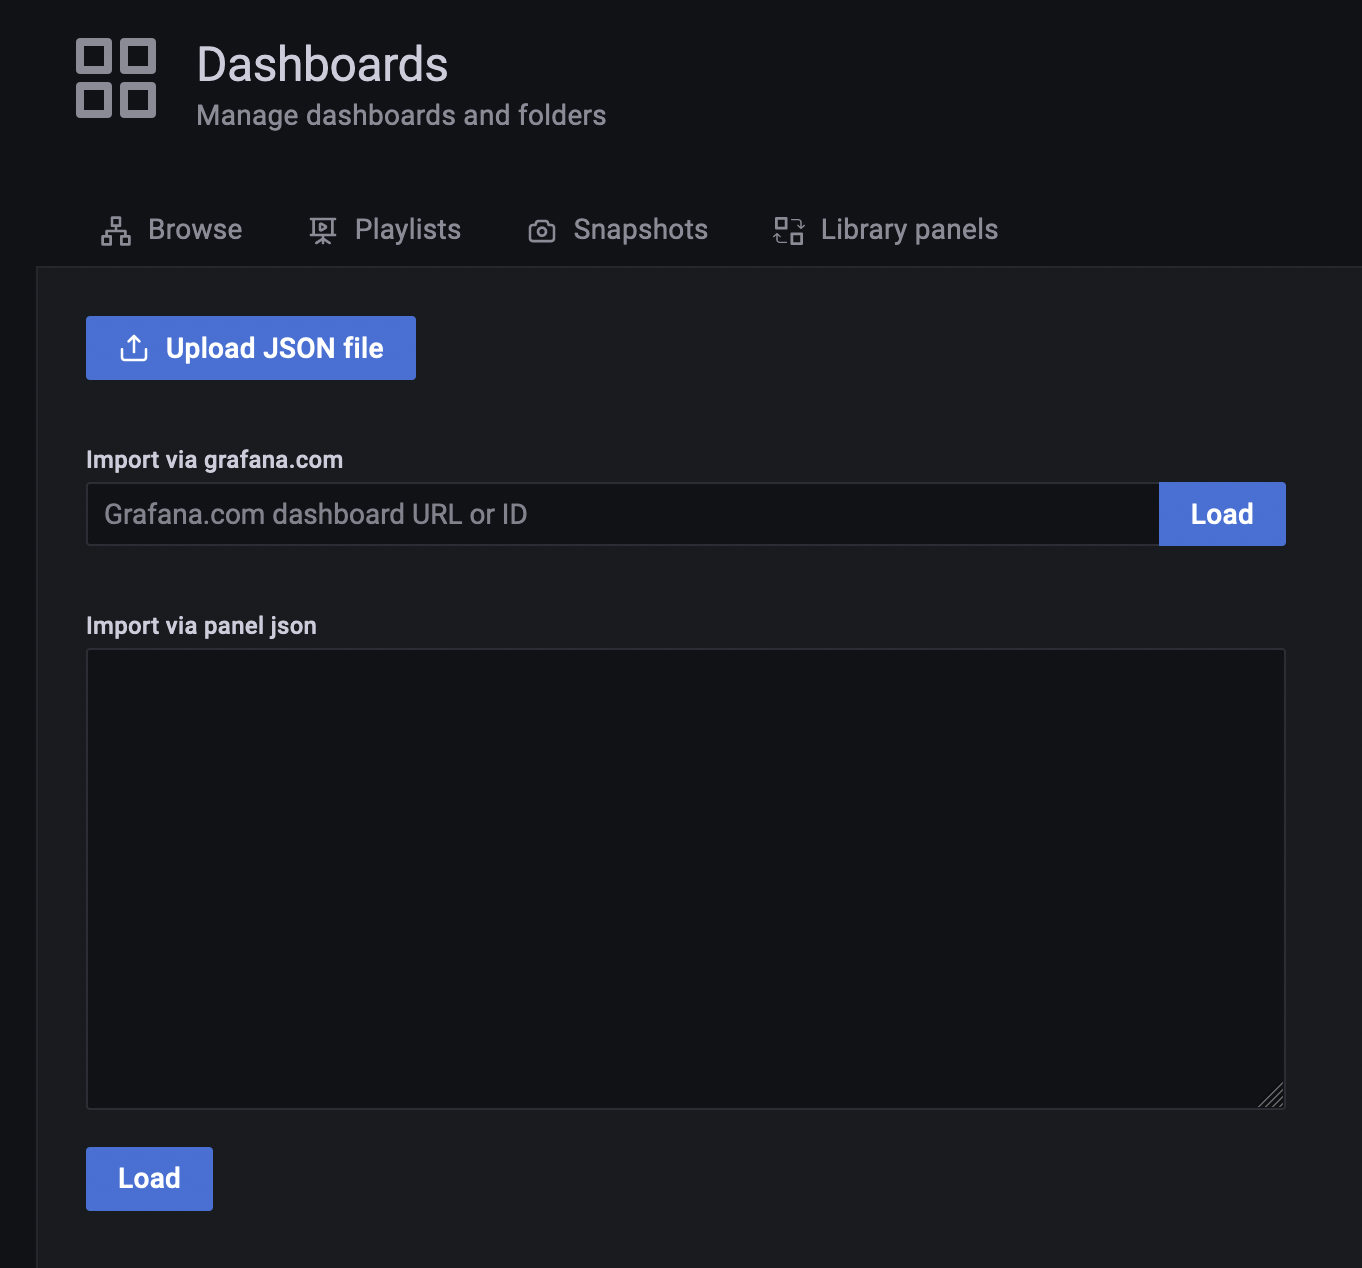 Dashboards
Manage dashboards and folders
Browse
Playlists
Snapshots
Library panels
Upload JSON file
Import via grafana.com
Grafana.com dashboard URL or ID
Load
Import via panel json
Load